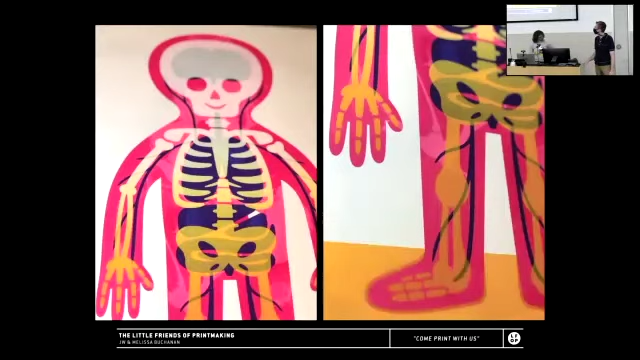 THE LITTLE FRIENDS OF PRINTMAKING
JW & MELISSA BUCHANAN
"COME PRINT WITH US"